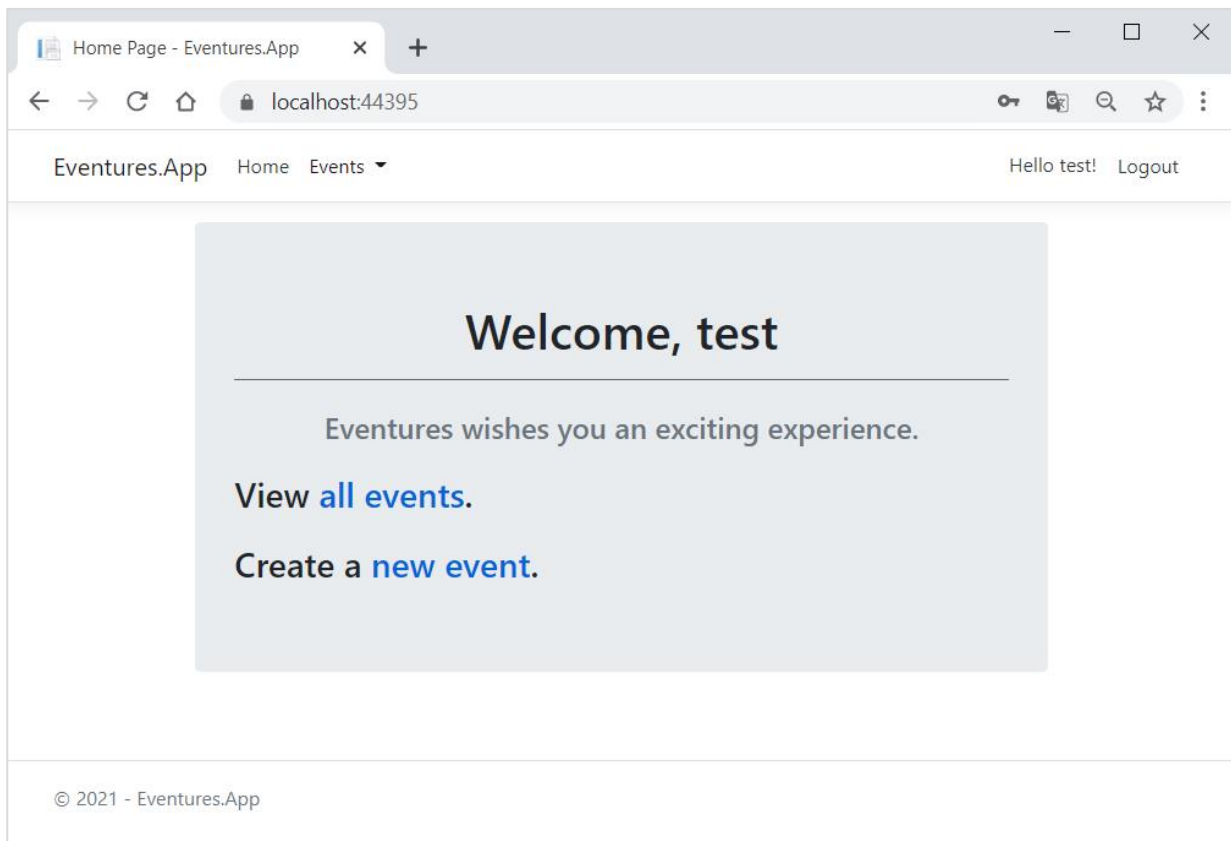 Home Page - Eventures.App
localhost:44395
Eventures.App Home Events Hello test! Logout
Welcome, test
Eventures wishes you an exciting experience.
View all events.
Create a new event.
© 2021 - Eventures.App